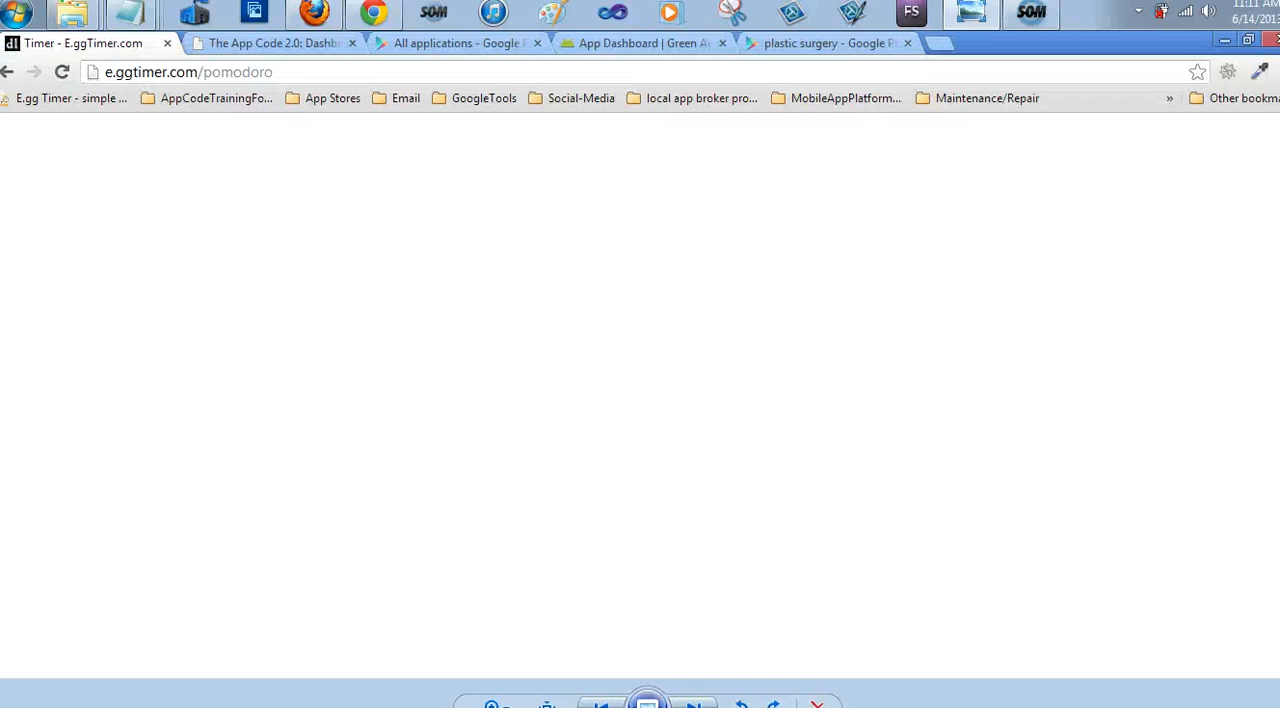 SOM
FS
SOM
11:11 AM
6/14/2013
d1 Timer - E.ggTimer.com
The App Code 2.0: Dashb
All applications - Google
App Dashboard | Green A
plastic surgery - Google P
e.ggtimer.com/pomodoro
E.gg Timer - simple ...
AppCodeTrainingFo...
App Stores
Email
GoogleTools
Social-Media
local app broker pro...
MobileAppPlatform...
Maintenance/Repair
»
Other bookma